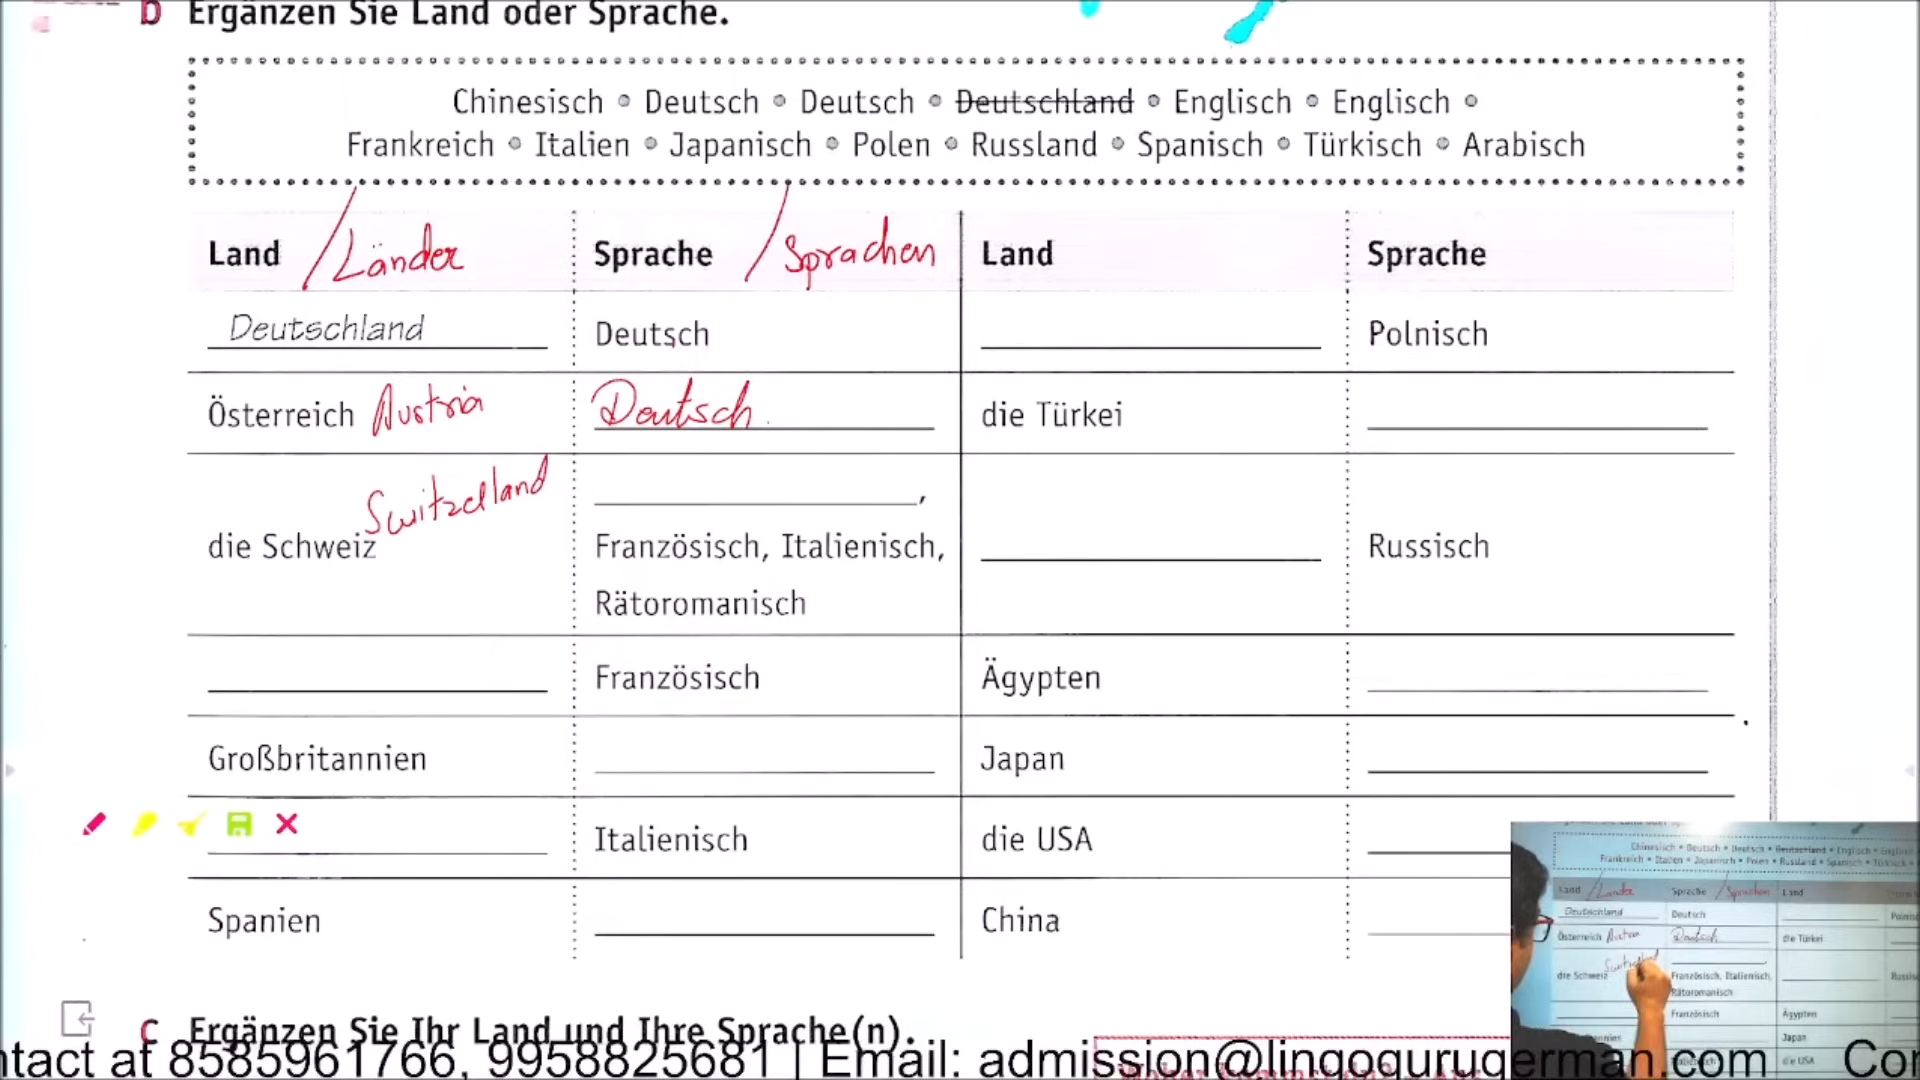 b Ergänzen Sie Land oder Sprache.
Chinesisch • Deutsch • Deutsch • Deutschland • Englisch • Englisch •
Frankreich • Italien • Japanisch • Polen • Russland • Spanisch • Türkisch • Arabisch
Land /Länder Sprache /Sprachen Land Sprache
Deutschland Deutsch Polnisch
Österreich Austria Deutsch die Türkei
Switzelland
,
die Schweiz Französisch, Italienisch, Russisch
Rätoromanisch
Französisch Ägypten
Großbritannien Japan
Italienisch die USA
Spanien China
c Ergänzen Sie Ihr Land und Ihre Sprache(n).
ntact at 8585961766, 9958825681 | Email: admission@lingogurugerman.com Con